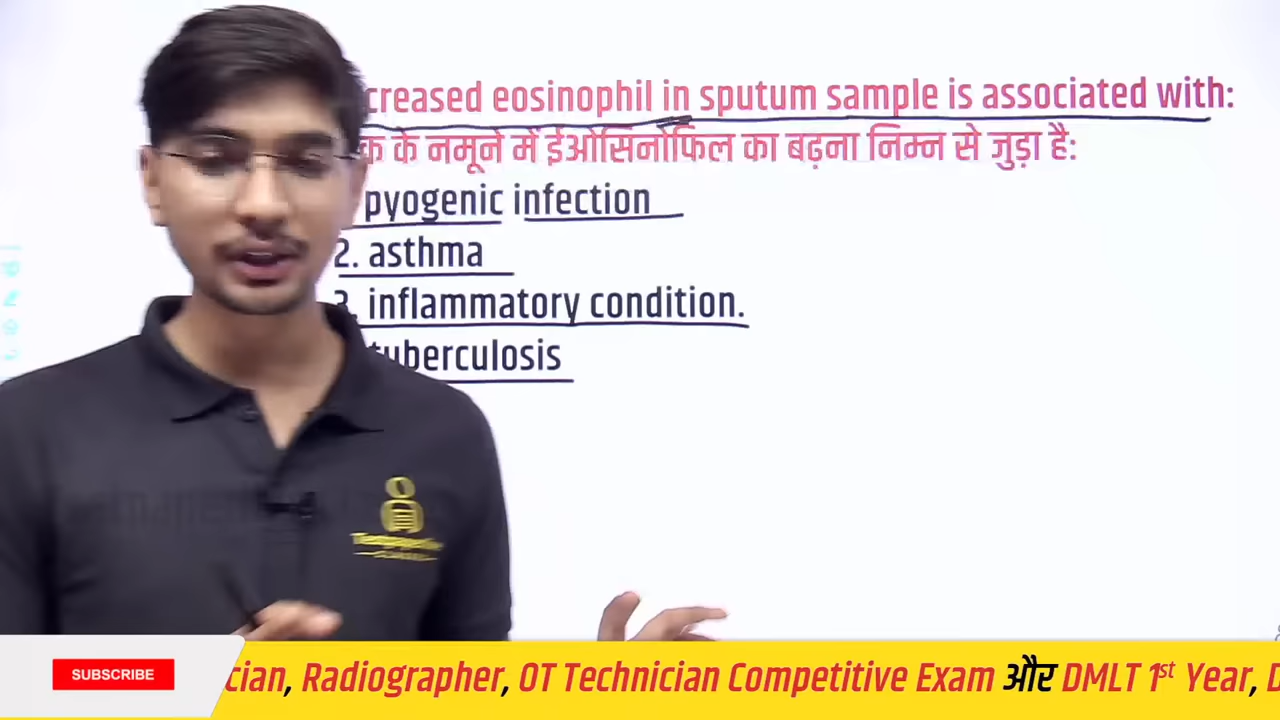 creased eosinophil in sputum sample is associated with:
के नमूने में ईओसिनोफिल का बढ़ना निम्न से जुड़ा है:
pyogenic infection
2. asthma
3. inflammatory condition.
tuberculosis
SUBSCRIBE
cian, Radiographer, OT Technician Competitive Exam और DMLT 1st Year, D